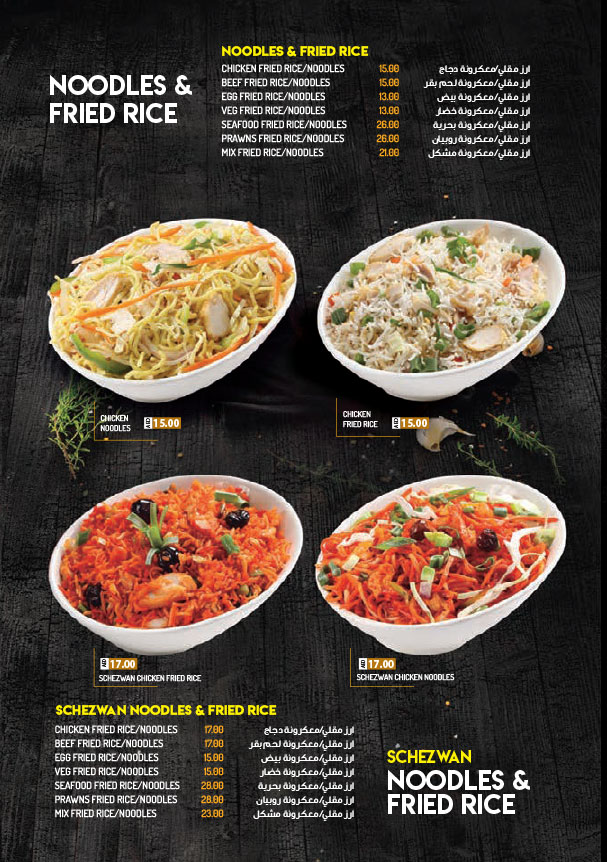 NOODLES &
FRIED RICE
NOODLES & FRIED RICE
CHICKEN FRIED RICE/NOODLES 15.00 ارز مقلي/معكرونة دجاج
BEEF FRIED RICE/NOODLES 15.00 ارز مقلي/معكرونة لحم بقر
EGG FRIED RICE/NOODLES 13.00 ارز مقلي/معكرونة بيض
VEG FRIED RICE/NOODLES 13.00 ارز مقلي/معكرونة خضار
SEAFOOD FRIED RICE/NOODLES 26.00 ارز مقلي/معكرونة بحرية
PRAWNS FRIED RICE/NOODLES 26.00 ارز مقلي/معكرونة روبيان
MIX FRIED RICE/NOODLES 21.00 ارز مقلي/معكرونة مشكل
CHICKEN
NOODLES
AED 15.00
CHICKEN
FRIED RICE
AED 15.00
AED 17.00
SCHEZWAN CHICKEN FRIED RICE
AED 17.00
SCHEZWAN CHICKEN NOODLES
SCHEZWAN NOODLES & FRIED RICE
CHICKEN FRIED RICE/NOODLES 17.00 ارز مقلي/معكرونة دجاج
BEEF FRIED RICE/NOODLES 17.00 ارز مقلي/معكرونة لحم بقر
EGG FRIED RICE/NOODLES 15.00 ارز مقلي/معكرونة بيض
VEG FRIED RICE/NOODLES 15.00 ارز مقلي/معكرونة خضار
SEAFOOD FRIED RICE/NOODLES 28.00 ارز مقلي/معكرونة بحرية
PRAWNS FRIED RICE/NOODLES 28.00 ارز مقلي/معكرونة روبيان
MIX FRIED RICE/NOODLES 23.00 ارز مقلي/معكرونة مشكل
SCHEZWAN
NOODLES &
FRIED RICE